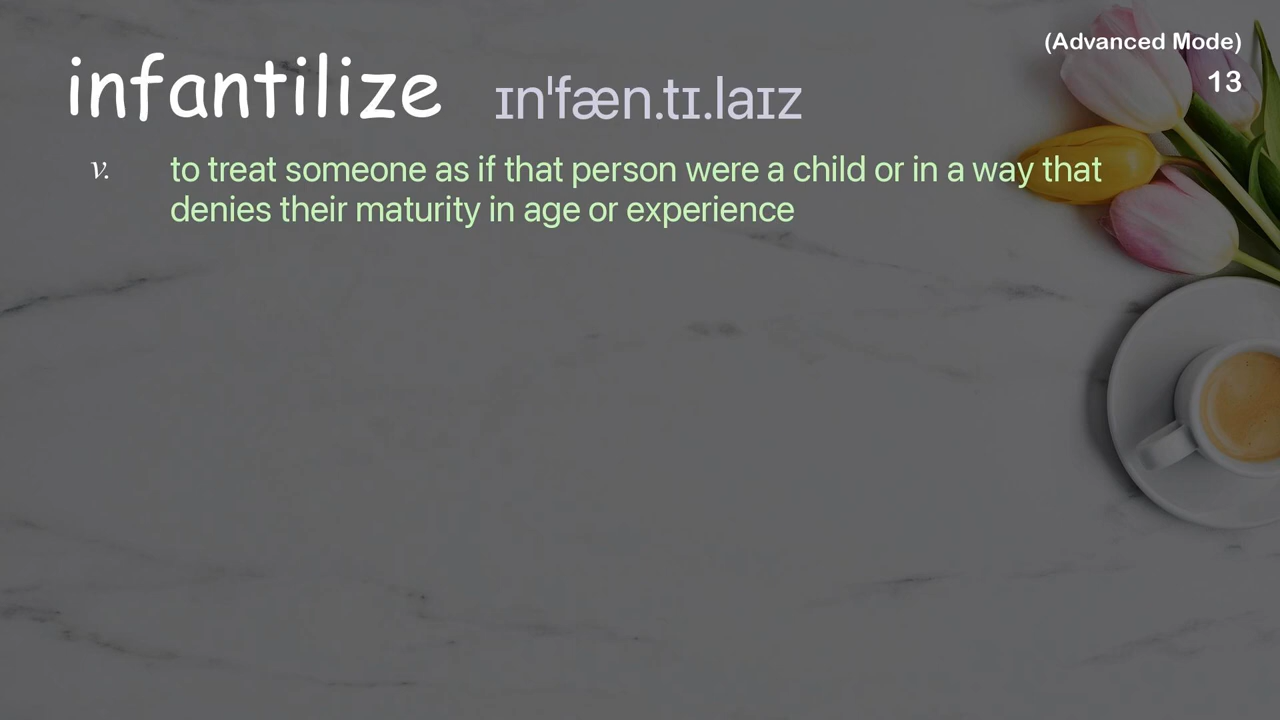 (Advanced Mode)
13
infantilize ɪnˈfæn.tɪ.laɪz
v. to treat someone as if that person were a child or in a way that
denies their maturity in age or experience